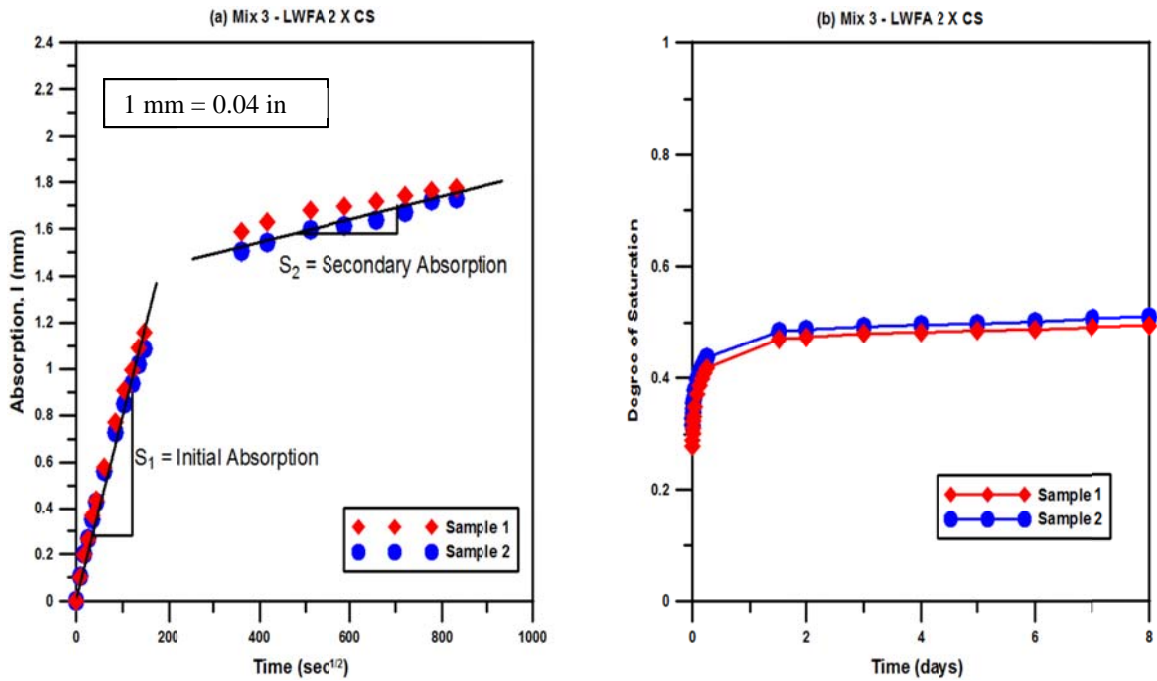 (a) Mix 3 - LWFA 2 X CS
2.4
2.2
2
1.8
1.6
1.4
1.2
1
0.8
0.6
0.4
0.2
0
Absorption. I (mm)
1 mm = 0.04 in
S2 = Secondary Absorption
S1 = Initial Absorption
Sample 1
Sample 2
0 200 400 600 800 1000
Time (sec1/2)
(b) Mix 3 - LWFA 2 X CS
1
0.8
0.6
0.4
0.2
0
Degree of Saturation
Sample 1
Sample 2
0 2 4 6 8
Time (days)